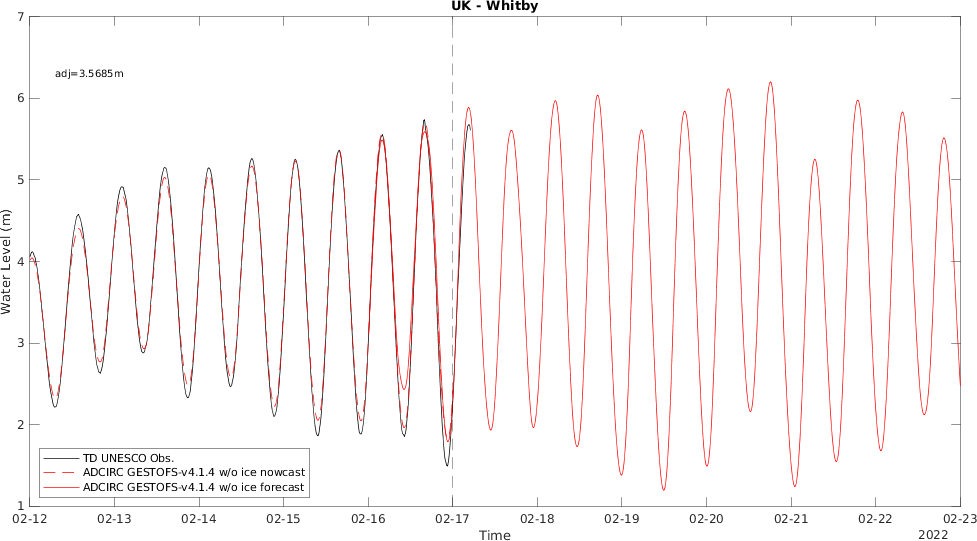 UK - Whitby
7
adj=3.5685m
6
5
4
3
2
1
Water Level (m)
TD UNESCO Obs.
ADCIRC GESTOFS-v4.1.4 w/o ice nowcast
ADCIRC GESTOFS-v4.1.4 w/o ice forecast
02-12 02-13 02-14 02-15 02-16 02-17 02-18 02-19 02-20 02-21 02-22 02-23
Time
2022